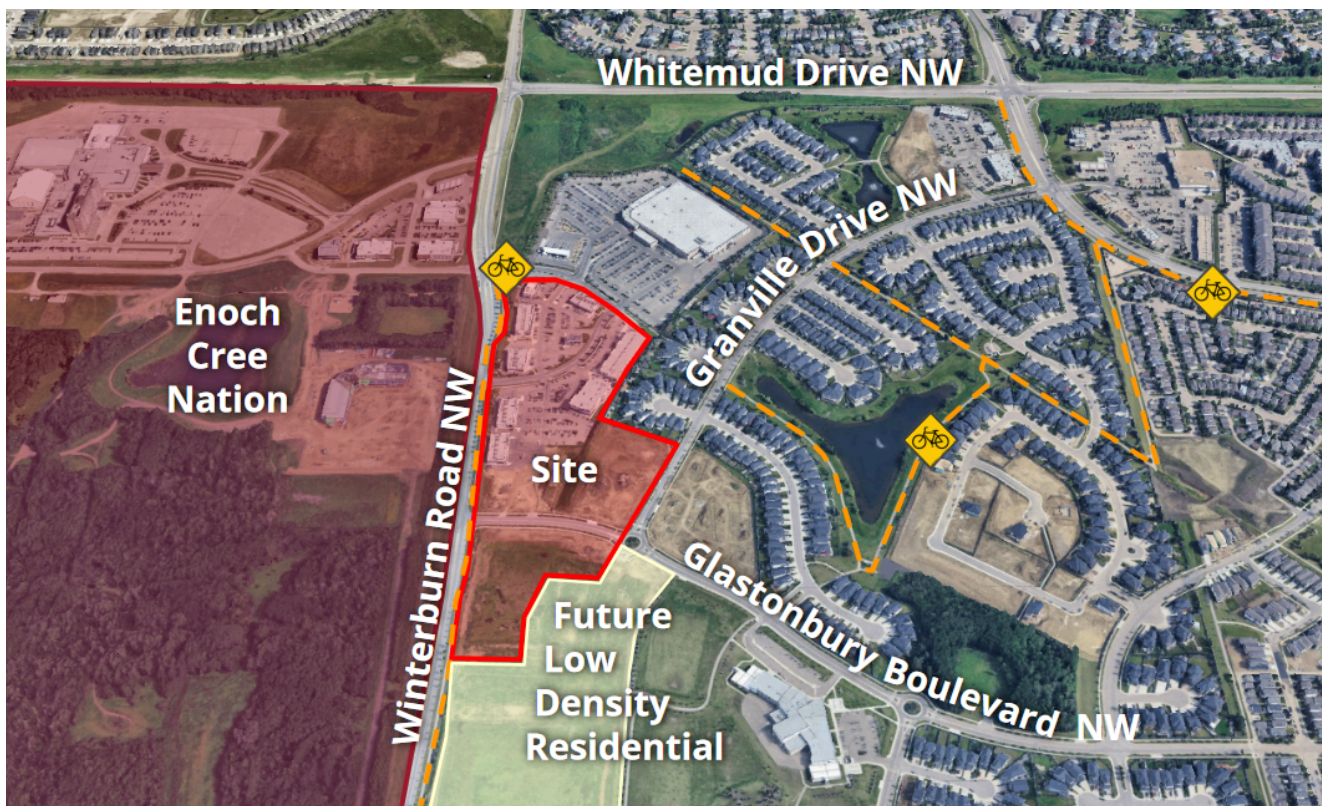 Whitemud Drive NW
Granville Drive NW
Enoch
Cree
Nation
Winterburn Road NW
Site
Glastonbury Boulevard NW
Future
Low
Density
Residential